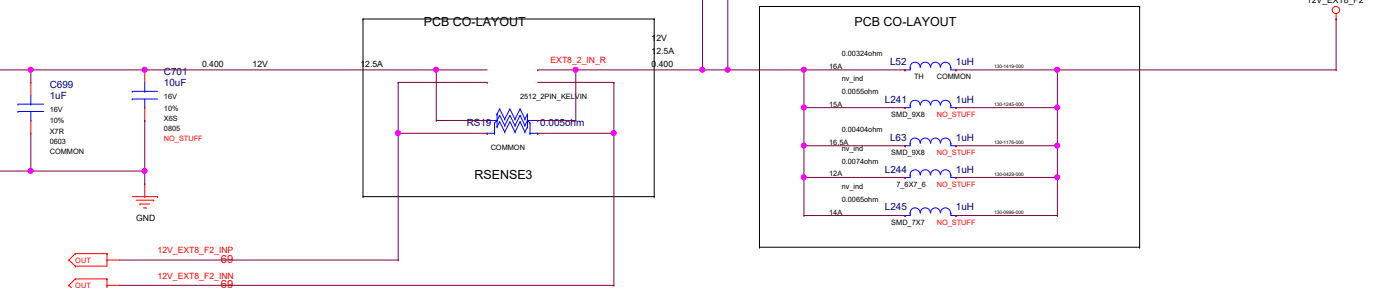 12V_EXT8_F2
PCB CO-LAYOUT
PCB CO-LAYOUT
C699
1uF
16V
10%
X7R
0603
COMMON
C701
10uF
16V
10%
X6S
0805
NO_STUFF
GND
0.400 12V
12.5A
EXT8_2_IN_R
12V
12.5A
0.400
2512_2PIN_KELVIN
RS19 0.005ohm
COMMON
RSENSE3
0.00324ohm
16A L52 1uH 130-1419-000
TH COMMON
nv_ind
0.0055ohm
15A L241 1uH 130-1245-000
SMD_9X8 NO_STUFF
0.00404ohm
16.5A L63 1uH 130-1178-000
nv_ind SMD_9X8 NO_STUFF
0.0074ohm
12A L244 1uH 130-0429-000
nv_ind 7_6X7_6 NO_STUFF
0.0065ohm
14A L245 1uH 130-0986-000
SMD_7X7 NO_STUFF
OUT 12V_EXT8_F2_INP
69
OUT 12V_EXT8_F2_INN
69